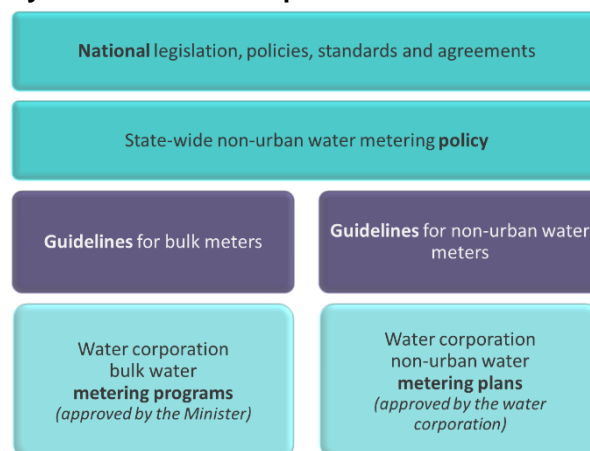 National legislation, policies, standards and agreements
State-wide non-urban water metering policy
Guidelines for bulk meters
Guidelines for non-urban water
meters
Water corporation
bulk water
metering programs
(approved by the Minister)
Water corporation
non-urban water
metering plans
(approved by the water
corporation)